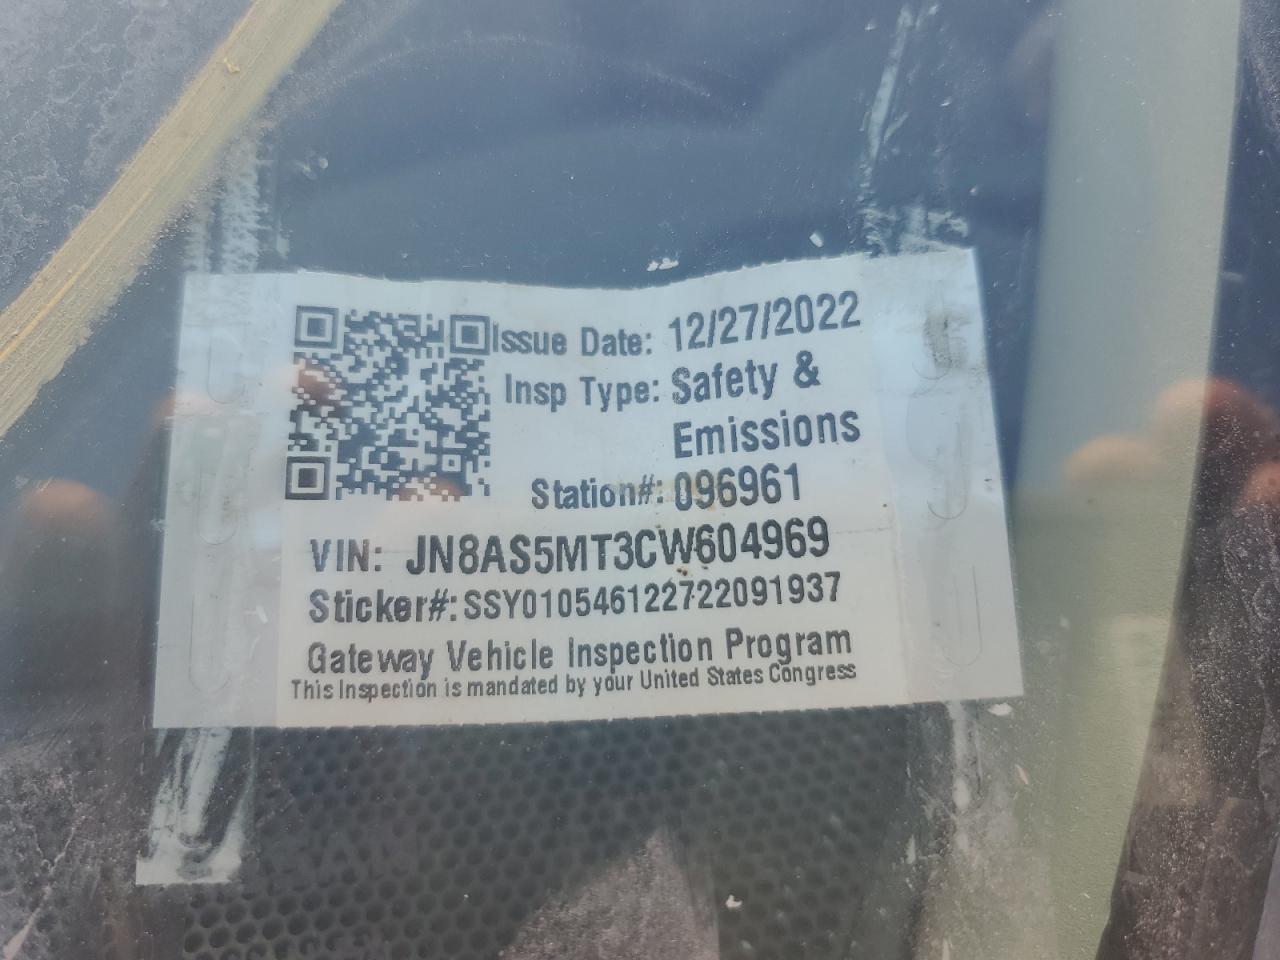 Issue Date: 12/27/2022
Insp Type: Safety &
Emissions
Station#: 096961
VIN: JN8AS5MT3CW604969
Sticker#: SSY010546122722091937
Gateway Vehicle Inspection Program
This Inspection is mandated by your United States Congress